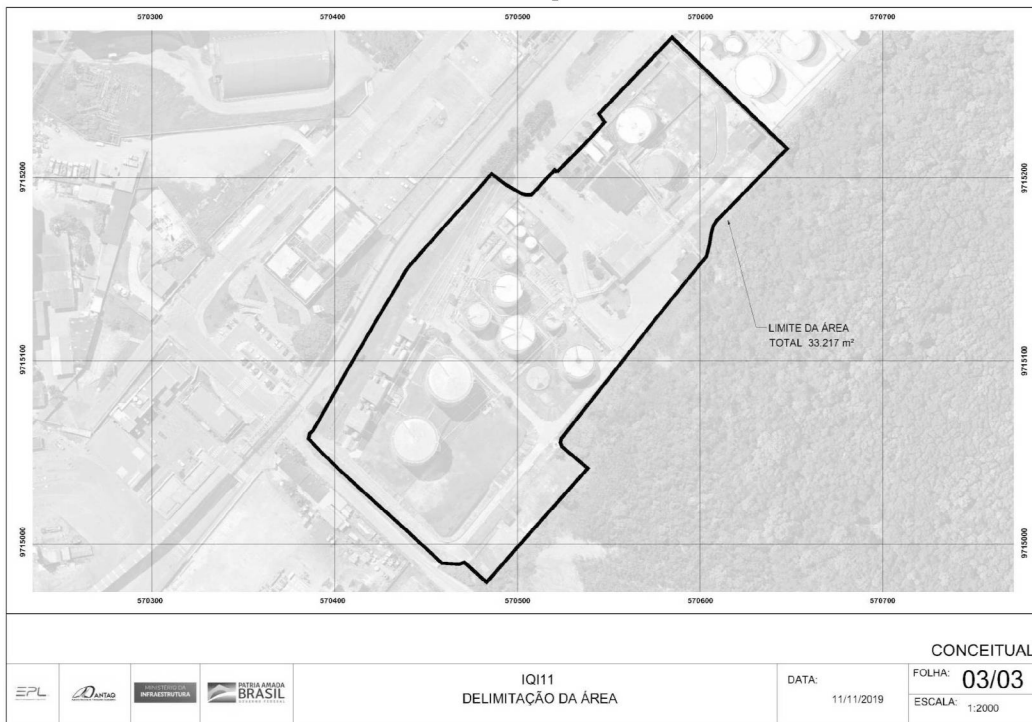 570300 570400 570500 570600 570700
9715200 9715200
LIMITE DA ÁREA
TOTAL 33.217 m²
9715100 9715100
9715000 9715000
570300 570400 570500 570600 570700
CONCEITUAL
EPL
ANTAQ
MINISTÉRIO DA
INFRAESTRUTURA
PÁTRIA AMADA
BRASIL
GOVERNO FEDERAL
IQI11
DELIMITAÇÃO DA ÁREA
DATA:
11/11/2019
FOLHA: 03/03
ESCALA: 1:2000